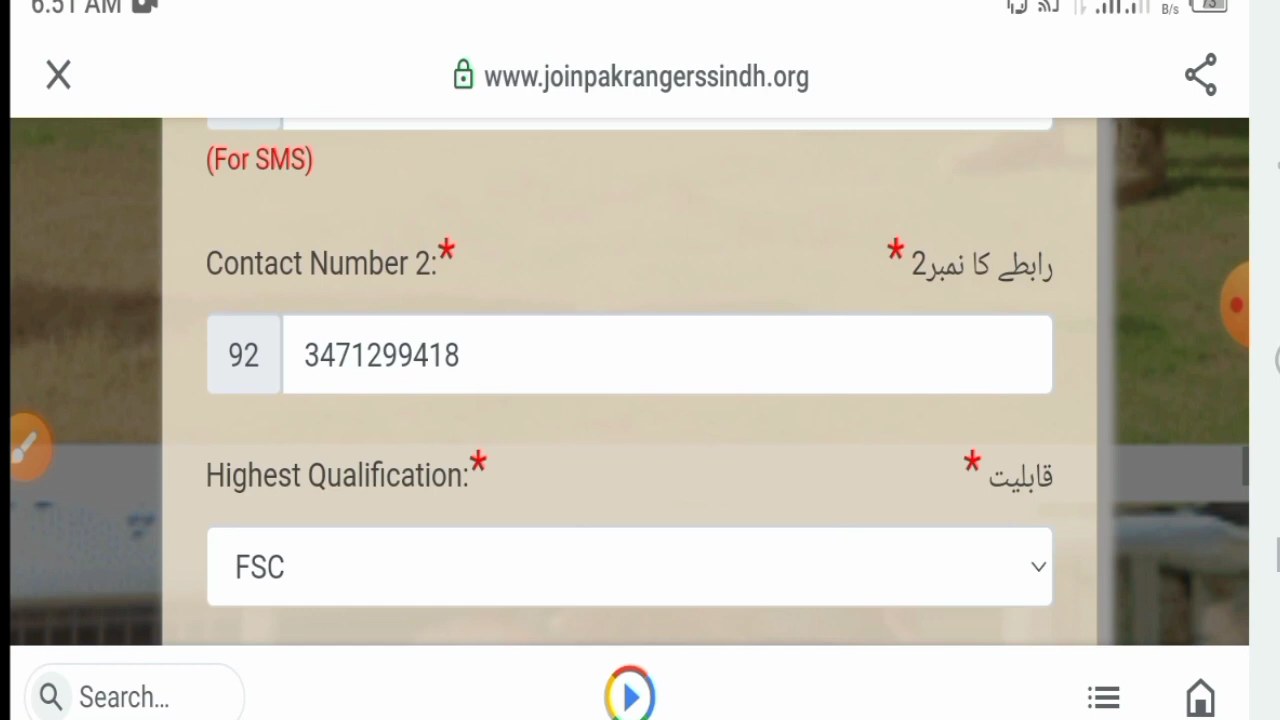 6:51 AM
B/s
73
www.joinpakrangerssindh.org
(For SMS)
Contact Number 2:*
* رابطے کا نمبر2
92 3471299418
Highest Qualification:*
* قابلیت
FSC
Search...